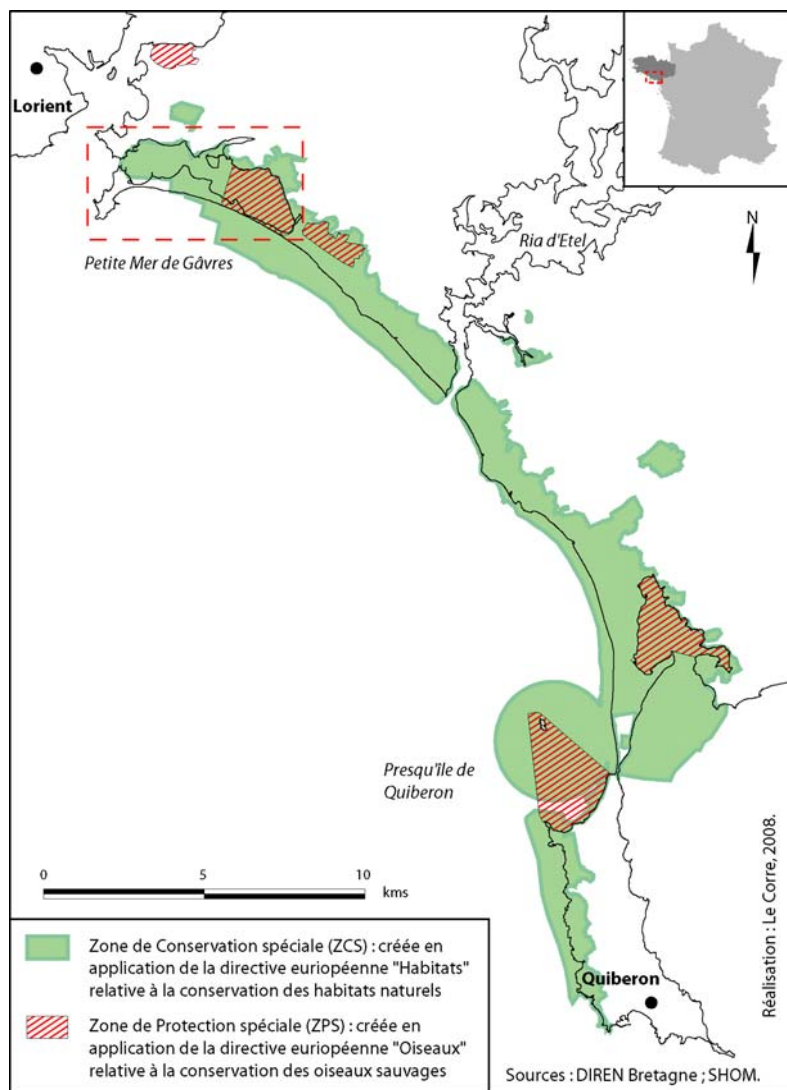 Lorient
Petite Mer de Gâvres
Ria d'Etel
N
Presqu'île de
Quiberon
0 5 10
kms
Quiberon
Zone de Conservation spéciale (ZCS) : créée en
application de la directive euriopéenne "Habitats"
relative à la conservation des habitats naturels
Zone de Protection spéciale (ZPS) : créée en
application de la directive européenne "Oiseaux"
relative à la conservation des oiseaux sauvages
Sources : DIREN Bretagne ; SHOM.
Réalisation : Le Corre, 2008.